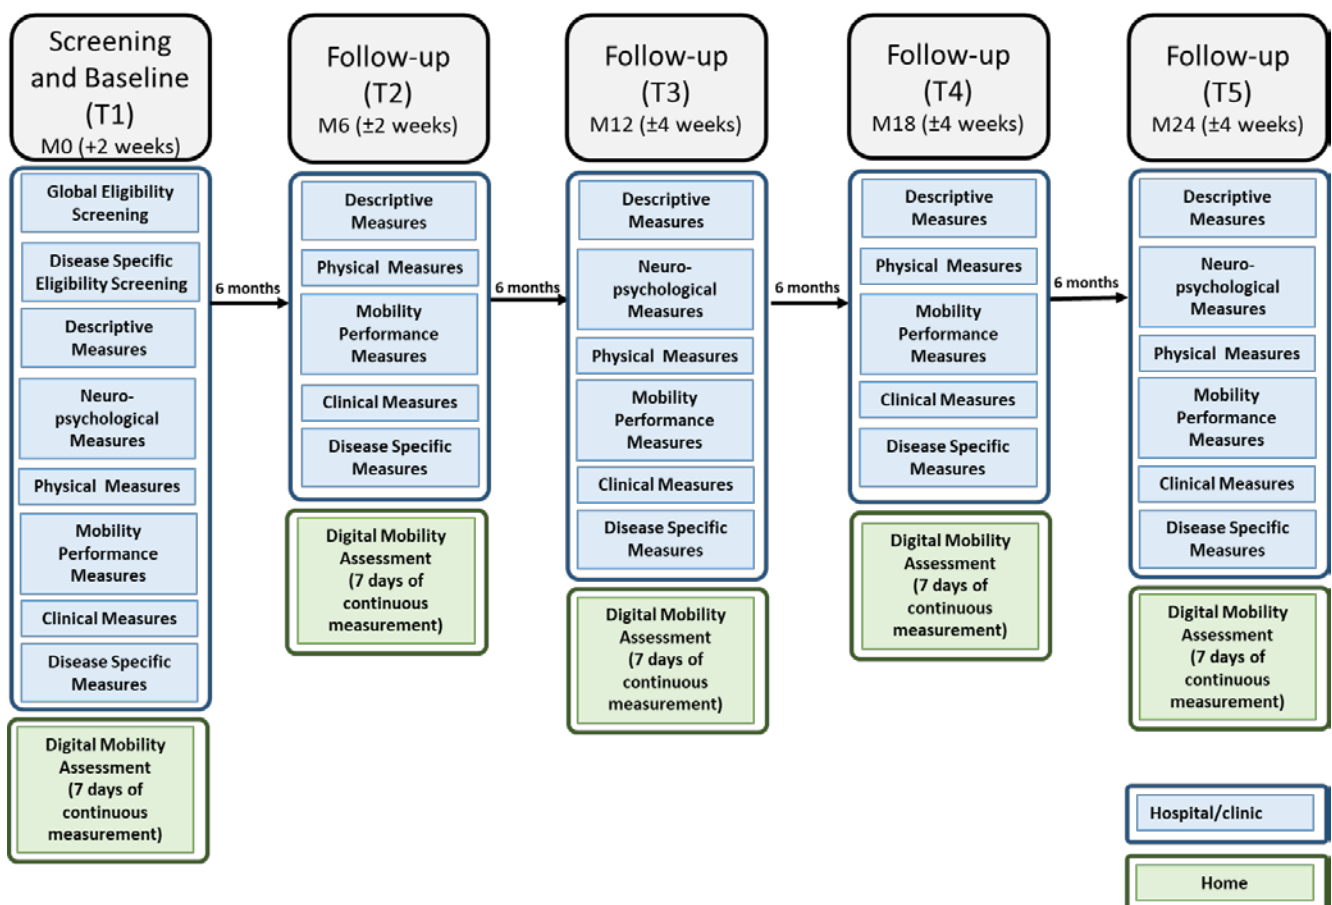 Screening
and Baseline
(T1)
M0 (+2 weeks)
Global Eligibility
Screening
Disease Specific
Eligibility Screening
Descriptive
Measures
Neuro-
psychological
Measures
Physical Measures
Mobility
Performance
Measures
Clinical Measures
Disease Specific
Measures
Digital Mobility
Assessment
(7 days of
continuous
measurement)
6 months
Follow-up
(T2)
M6 (±2 weeks)
Descriptive
Measures
Physical Measures
Mobility
Performance
Measures
Clinical Measures
Disease Specific
Measures
Digital Mobility
Assessment
(7 days of
continuous
measurement)
6 months
Follow-up
(T3)
M12 (±4 weeks)
Descriptive
Measures
Neuro-
psychological
Measures
Physical Measures
Mobility
Performance
Measures
Clinical Measures
Disease Specific
Measures
Digital Mobility
Assessment
(7 days of
continuous
measurement)
6 months
Follow-up
(T4)
M18 (±4 weeks)
Descriptive
Measures
Physical Measures
Mobility
Performance
Measures
Clinical Measures
Disease Specific
Measures
Digital Mobility
Assessment
(7 days of
continuous
measurement)
6 months
Follow-up
(T5)
M24 (±4 weeks)
Descriptive
Measures
Neuro-
psychological
Measures
Physical Measures
Mobility
Performance
Measures
Clinical Measures
Disease Specific
Measures
Digital Mobility
Assessment
(7 days of
continuous
measurement)
Hospital/clinic
Home